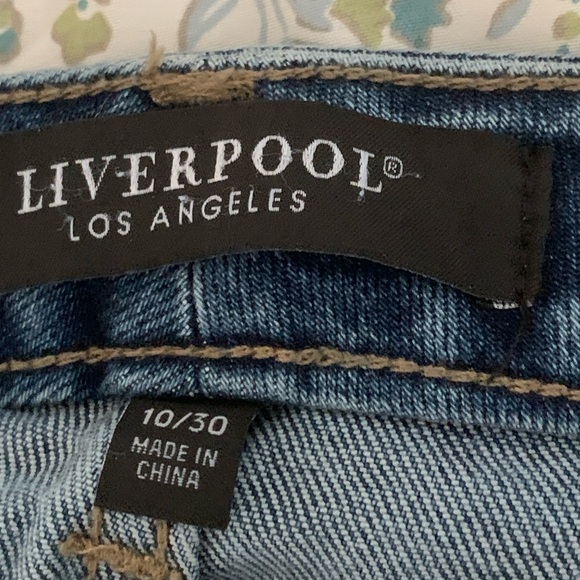 LIVERPOOL®
LOS ANGELES
10/30
MADE IN
CHINA